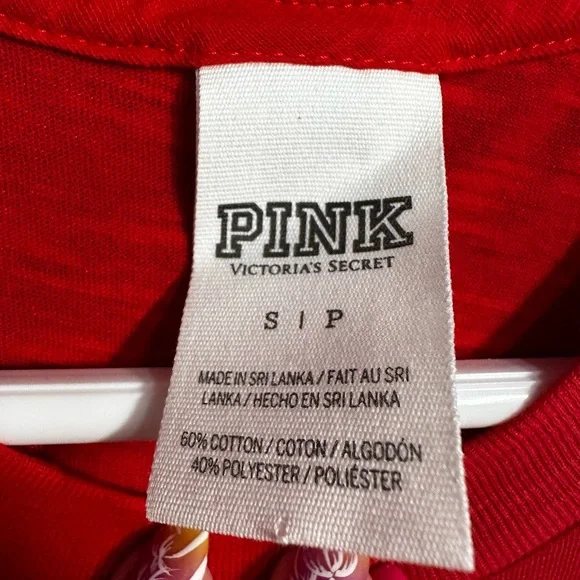 PINK
VICTORIA'S SECRET
S | P
MADE IN SRI LANKA / FAIT AU SRI
LANKA / HECHO EN SRI LANKA
60% COTTON / COTON / ALGODÓN
40% POLYESTER / POLIÉSTER